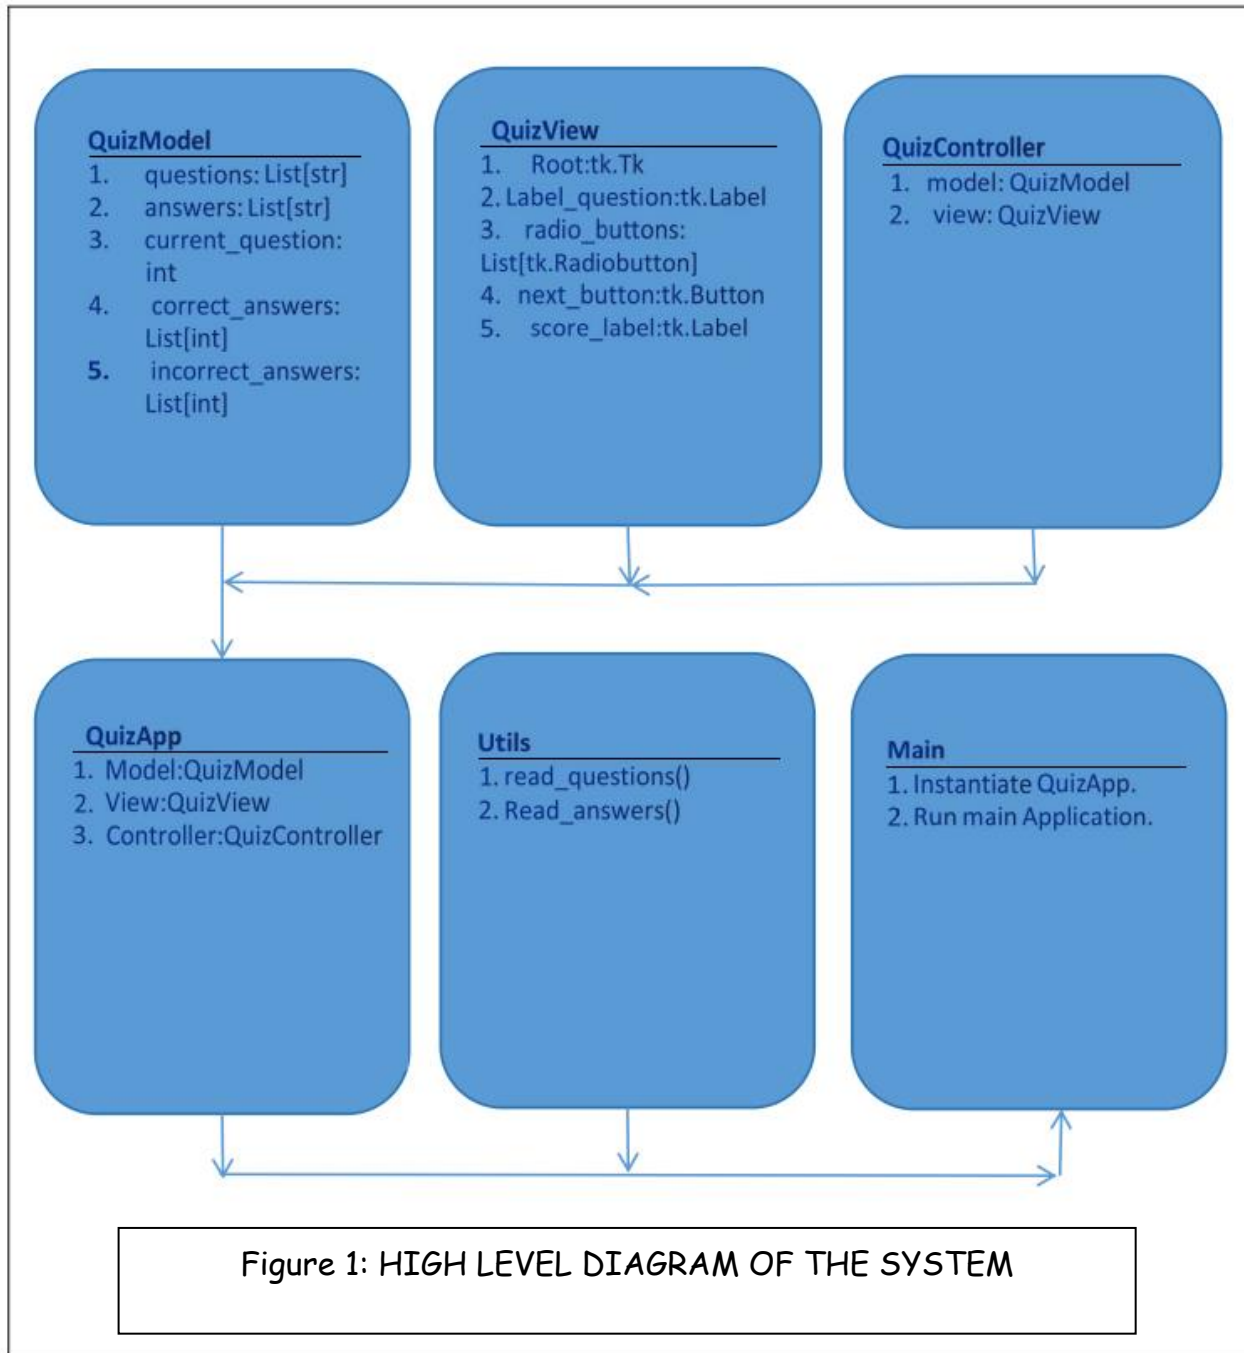 QuizModel
1. questions: List[str]
2. answers: List[str]
3. current_question:
int
4. correct_answers:
List[int]
5. incorrect_answers:
List[int]
QuizView
1. Root:tk.Tk
2. Label_question:tk.Label
3. radio_buttons:
List[tk.Radiobutton]
4. next_button:tk.Button
5. score_label:tk.Label
QuizController
1. model: QuizModel
2. view: QuizView
QuizApp
1. Model:QuizModel
2. View:QuizView
3. Controller:QuizController
Utils
1. read_questions()
2. Read_answers()
Main
1. Instantiate QuizApp.
2. Run main Application.
Figure 1: HIGH LEVEL DIAGRAM OF THE SYSTEM